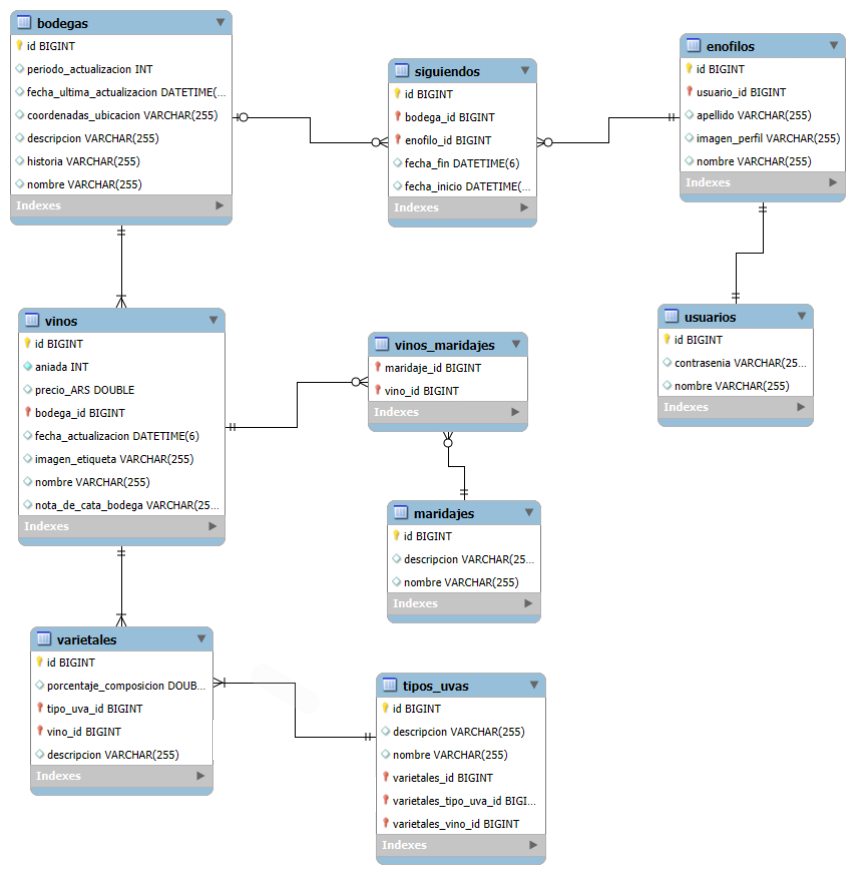 bodegas
id BIGINT
periodo_actualizacion INT
fecha_ultima_actualizacion DATETIME(...
coordenadas_ubicacion VARCHAR(255)
descripcion VARCHAR(255)
historia VARCHAR(255)
nombre VARCHAR(255)
Indexes
siguiendos
id BIGINT
bodega_id BIGINT
enofilo_id BIGINT
fecha_fin DATETIME(6)
fecha_inicio DATETIME(...
Indexes
enofilos
id BIGINT
usuario_id BIGINT
apellido VARCHAR(255)
imagen_perfil VARCHAR(255)
nombre VARCHAR(255)
Indexes
vinos
id BIGINT
aniada INT
precio_ARS DOUBLE
bodega_id BIGINT
fecha_actualizacion DATETIME(6)
imagen_etiqueta VARCHAR(255)
nombre VARCHAR(255)
nota_de_cata_bodega VARCHAR(25...
Indexes
vinos_maridajes
maridaje_id BIGINT
vino_id BIGINT
Indexes
usuarios
id BIGINT
contrasenia VARCHAR(25...
nombre VARCHAR(255)
Indexes
maridajes
id BIGINT
descripcion VARCHAR(25...
nombre VARCHAR(255)
Indexes
varietales
id BIGINT
porcentaje_composicion DOUB...
tipo_uva_id BIGINT
vino_id BIGINT
descripcion VARCHAR(255)
Indexes
tipos_uvas
id BIGINT
descripcion VARCHAR(255)
nombre VARCHAR(255)
varietales_id BIGINT
varietales_tipo_uva_id BIGI...
varietales_vino_id BIGINT
Indexes